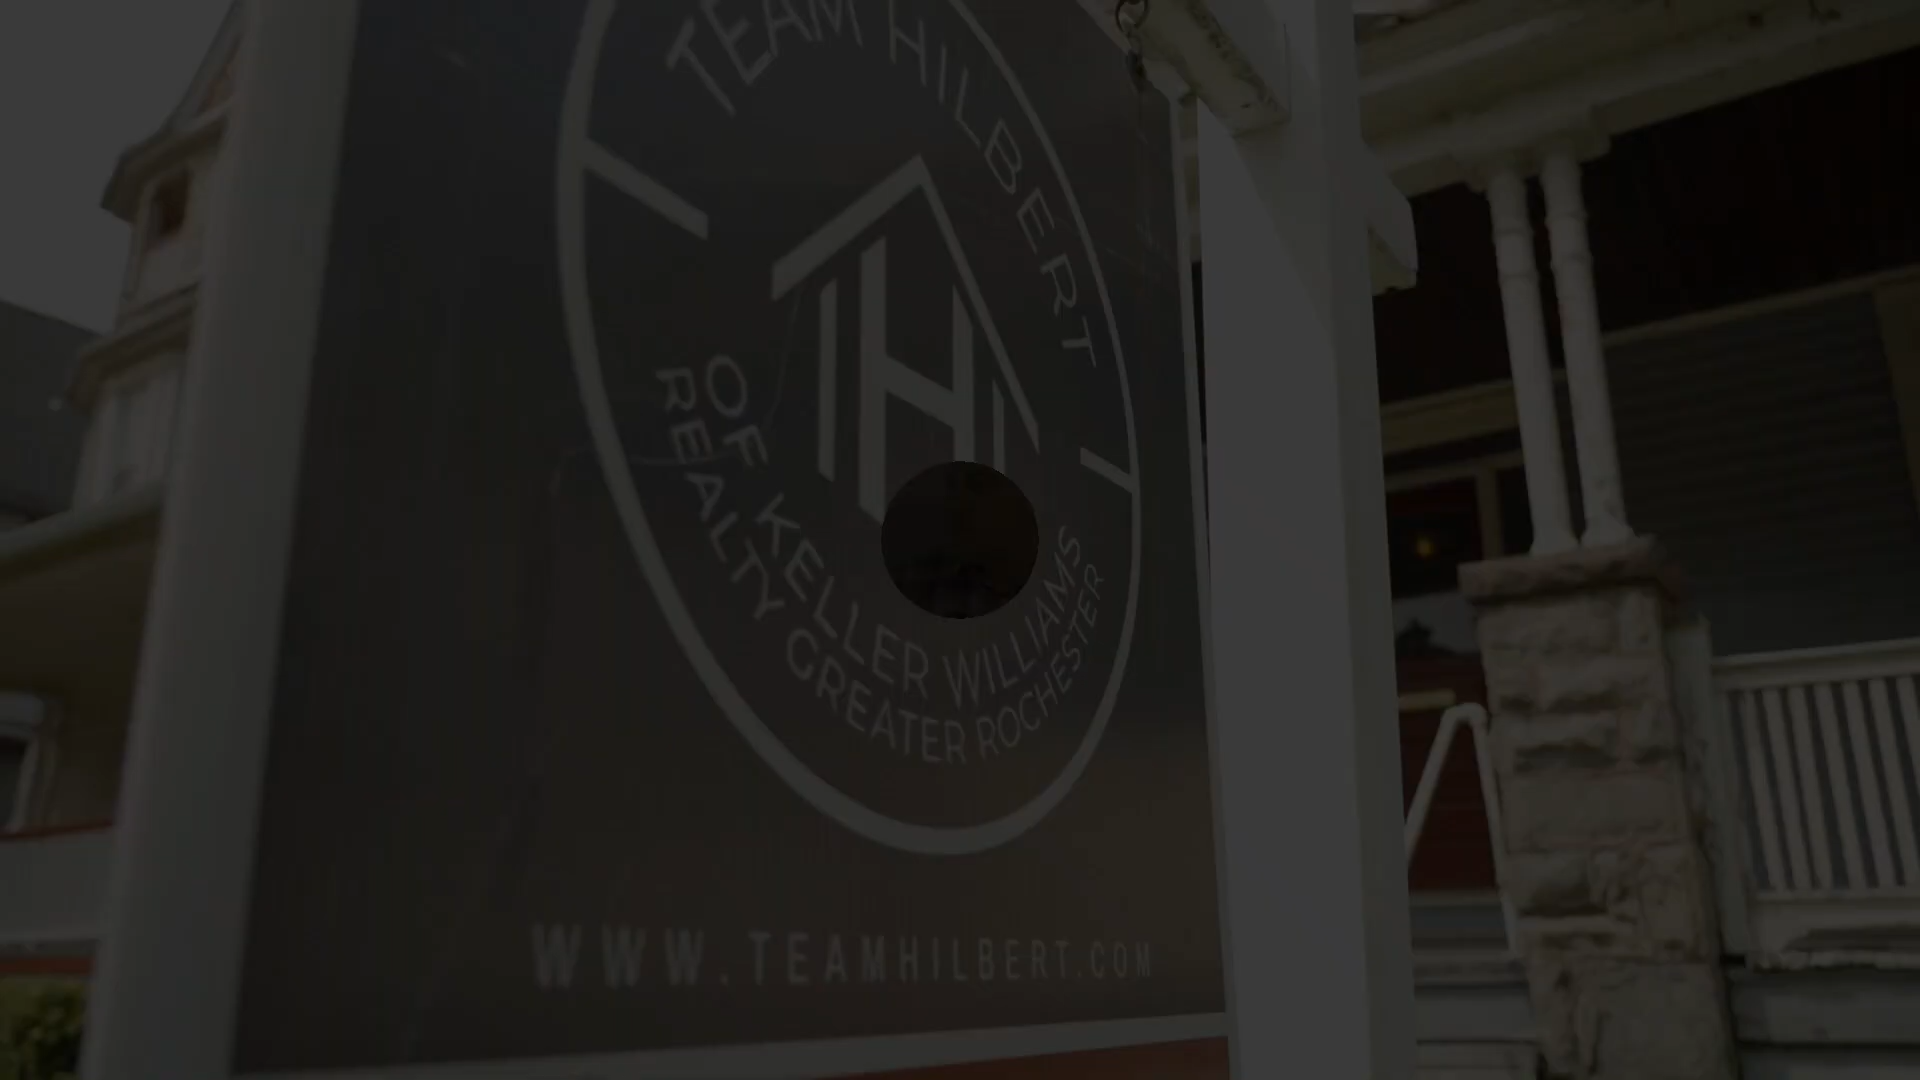 TEAM HILBERT
TH
OF KELLER WILLIAMS
REALTY GREATER ROCHESTER
WWW.TEAMHILBERT.COM